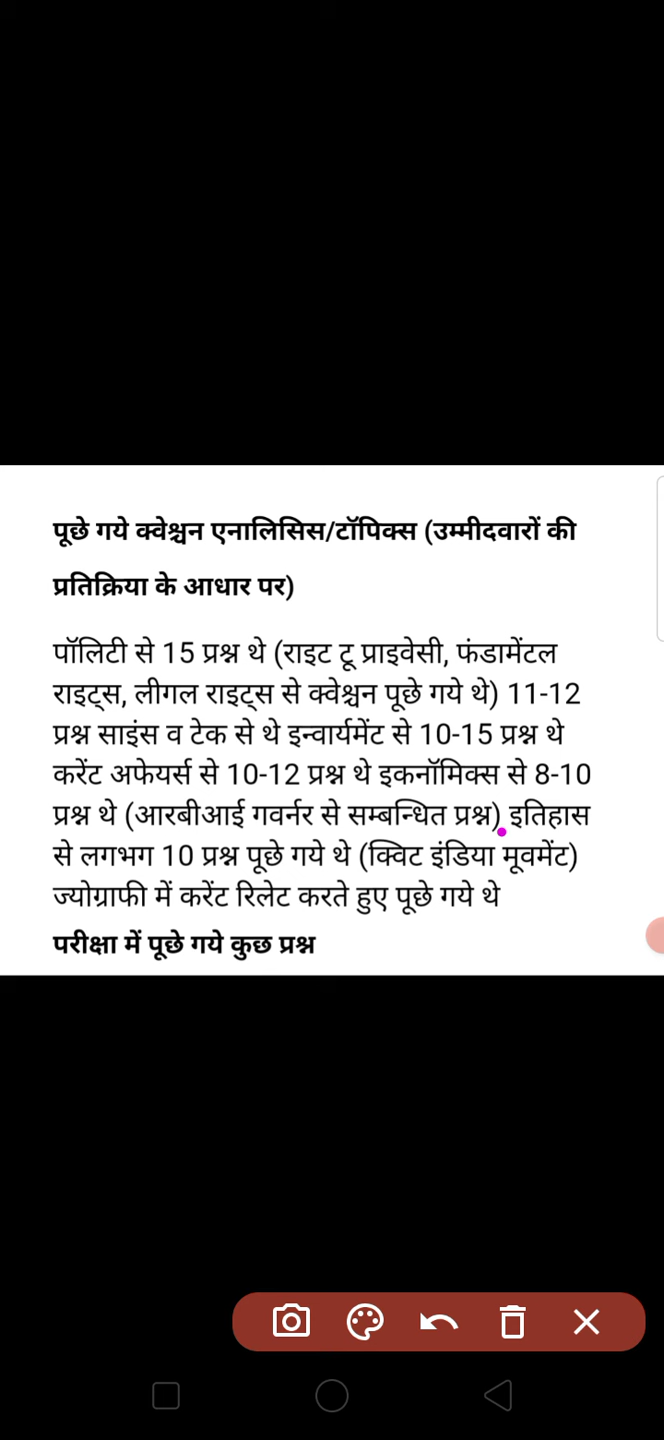 पूछे गये क्वेश्चन एनालिसिस/टॉपिक्स (उम्मीदवारों की
प्रतिक्रिया के आधार पर)
पॉलिटी से 15 प्रश्न थे (राइट टू प्राइवेसी, फंडामेंटल
राइट्स, लीगल राइट्स से क्वेश्चन पूछे गये थे) 11-12
प्रश्न साइंस व टेक से थे इन्वार्यमेंट से 10-15 प्रश्न थे
करेंट अफेयर्स से 10-12 प्रश्न थे इकनॉमिक्स से 8-10
प्रश्न थे (आरबीआई गवर्नर से सम्बन्धित प्रश्न) इतिहास
से लगभग 10 प्रश्न पूछे गये थे (क्विट इंडिया मूवमेंट)
ज्योग्राफी में करेंट रिलेट करते हुए पूछे गये थे
परीक्षा में पूछे गये कुछ प्रश्न